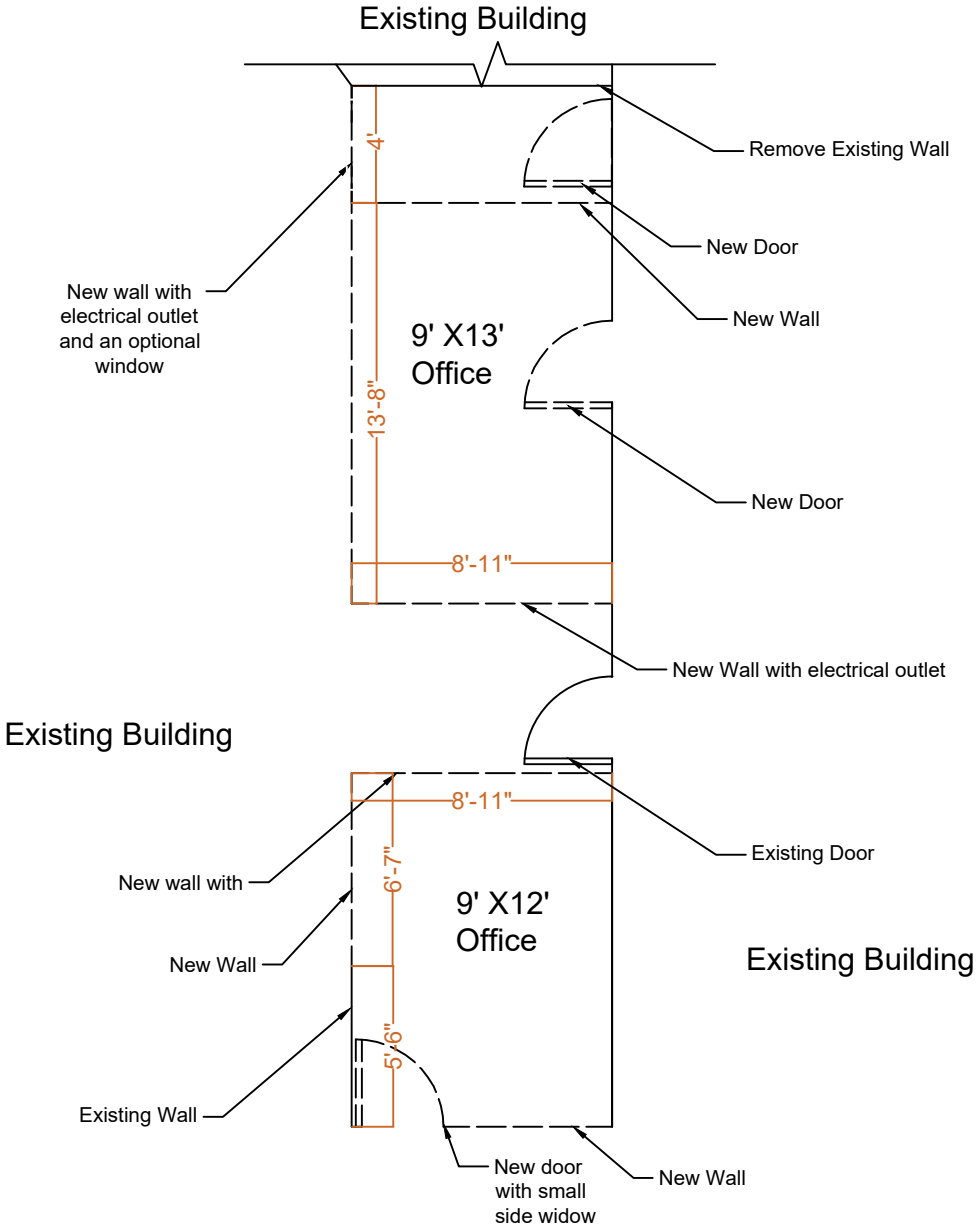 Existing Building
4'
Remove Existing Wall
New Door
New wall with
electrical outlet
and an optional
window
New Wall
9' X13'
Office
13'-8"
New Door
8'-11"
New Wall with electrical outlet
Existing Building
8'-11"
Existing Door
6'-7"
New wall with
9' X12'
Office
New Wall
Existing Building
5'-6"
Existing Wall
New door
with small
side widow
New Wall